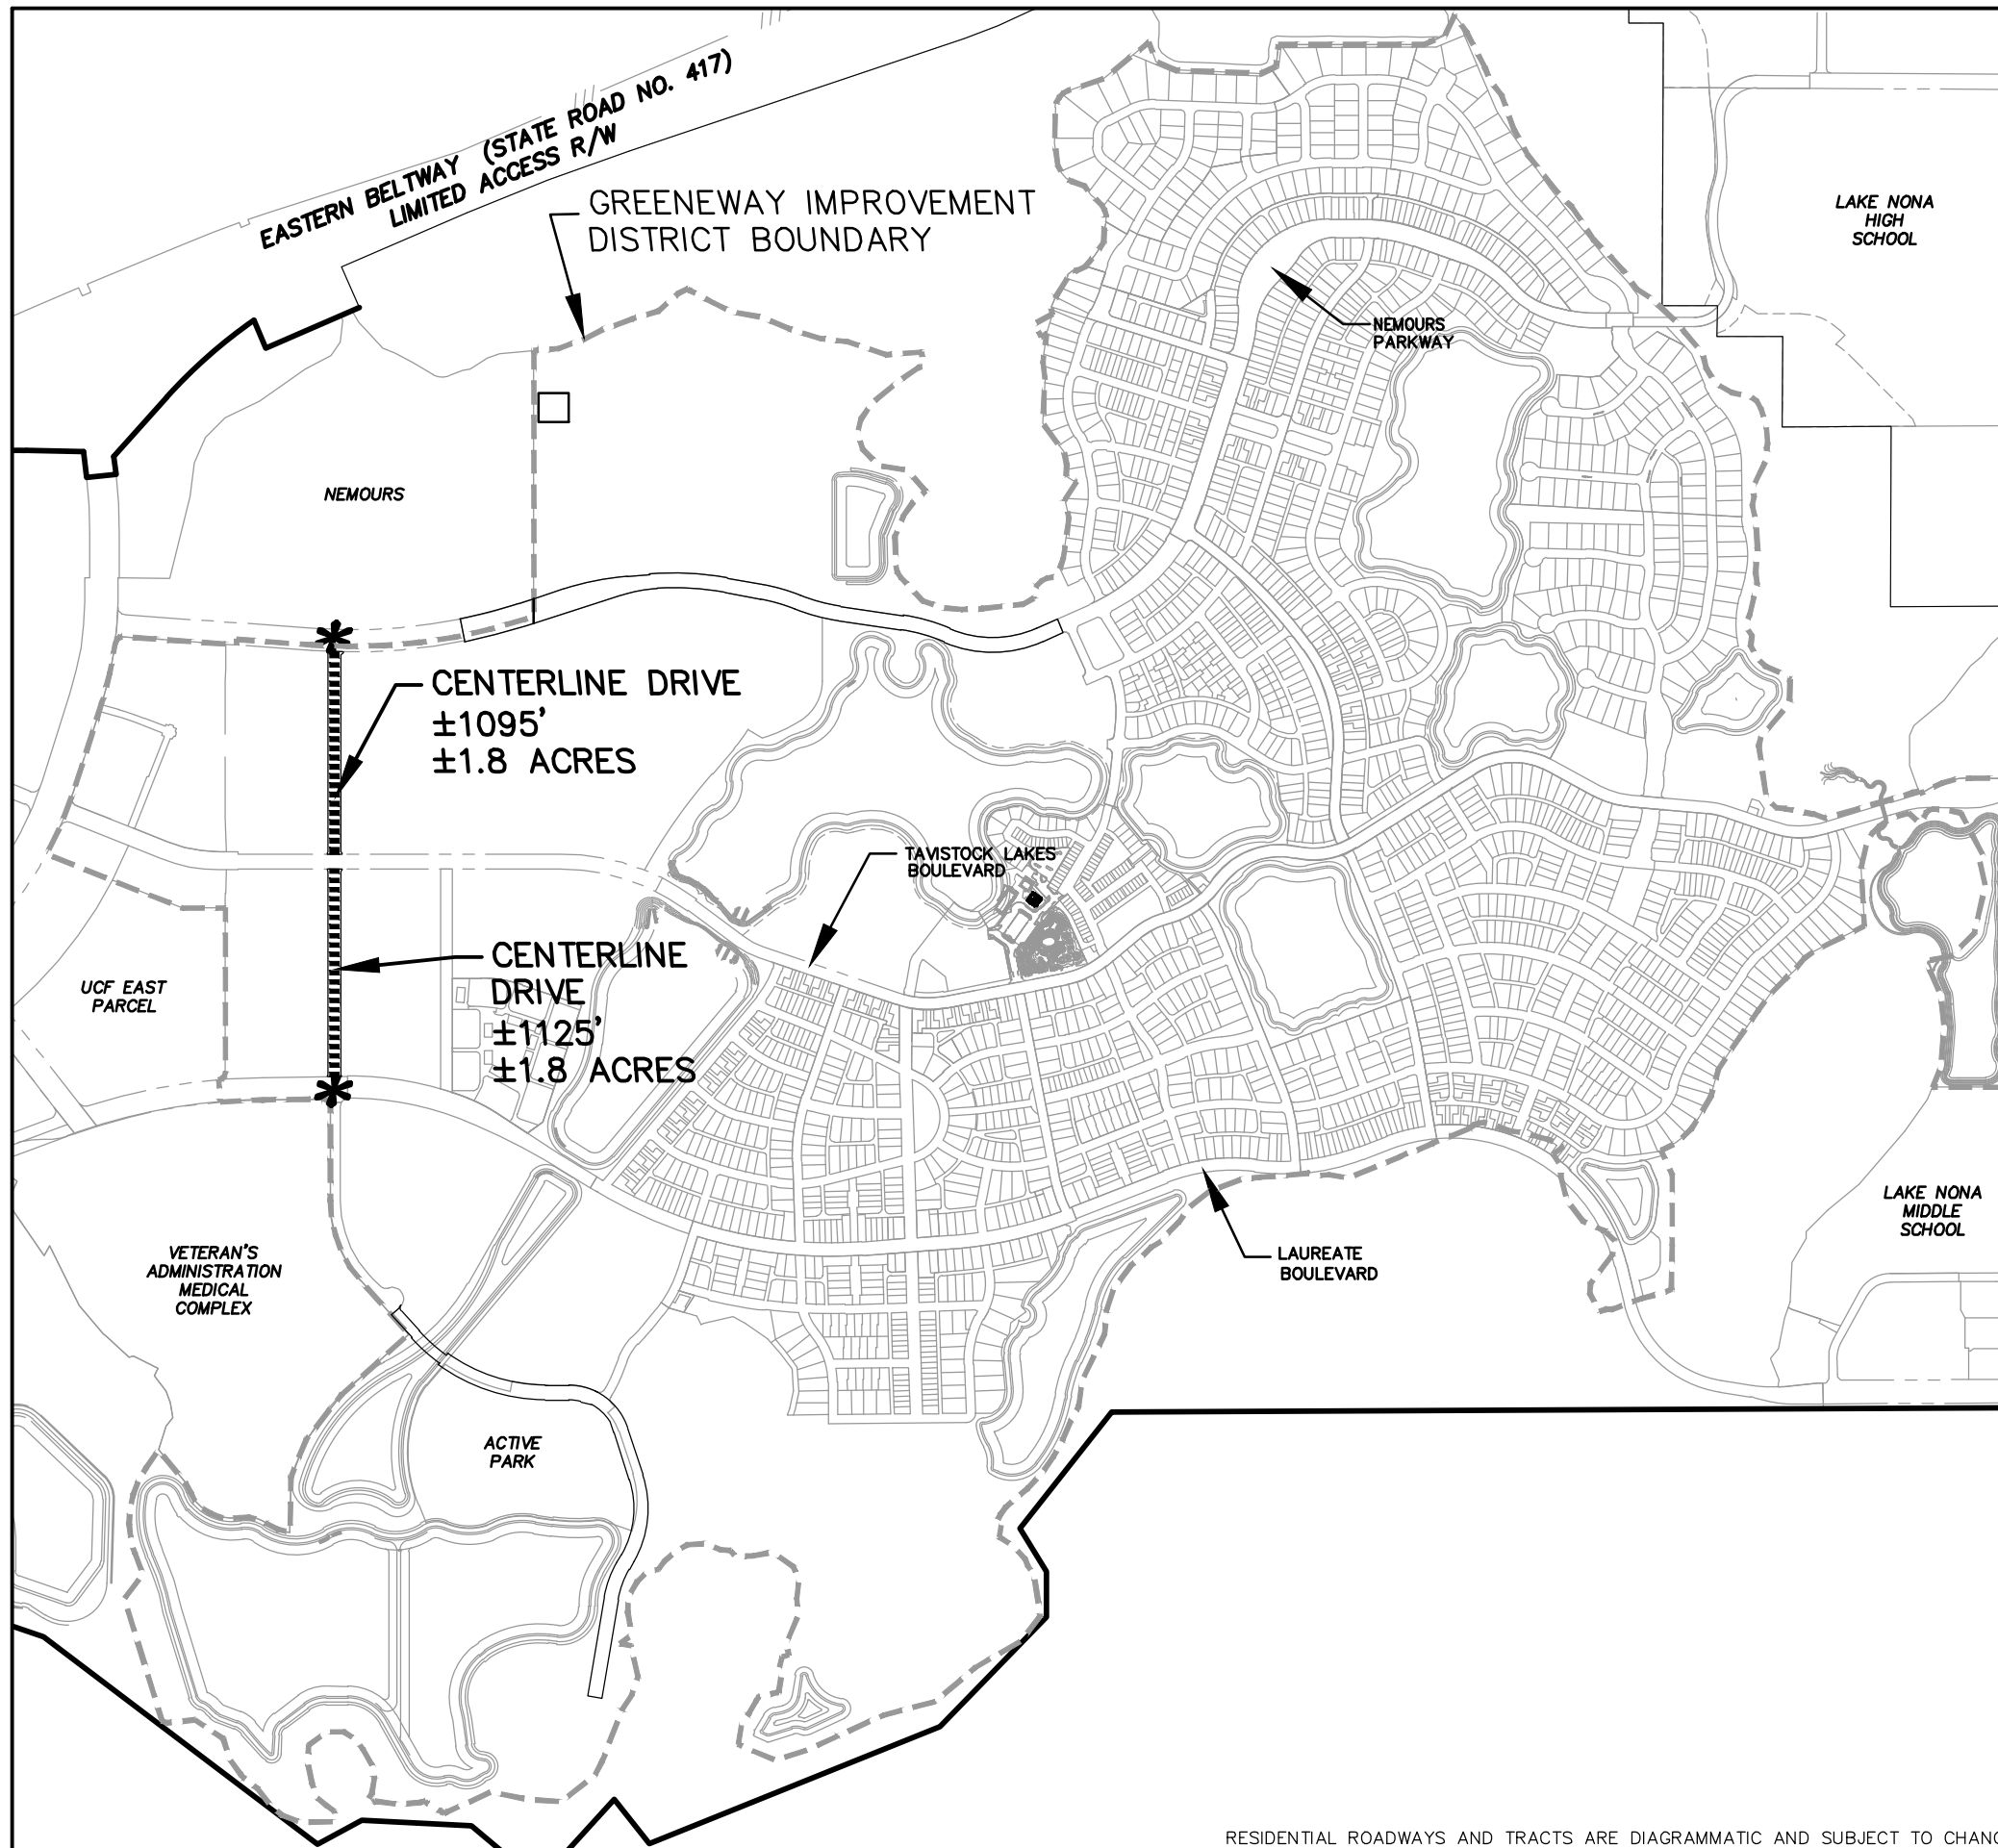 EASTERN BELTWAY (STATE ROAD NO. 417)
LIMITED ACCESS R/W
GREENEWAY IMPROVEMENT
DISTRICT BOUNDARY
LAKE NONA
HIGH
SCHOOL
NEMOURS
PARKWAY
NEMOURS
CENTERLINE DRIVE
±1095'
±1.8 ACRES
TAVISTOCK LAKES
BOULEVARD
CENTERLINE
DRIVE
±1125'
±1.8 ACRES
UCF EAST
PARCEL
LAKE NONA
MIDDLE
SCHOOL
LAUREATE
BOULEVARD
VETERAN'S
ADMINISTRATION
MEDICAL
COMPLEX
ACTIVE
PARK
RESIDENTIAL ROADWAYS AND TRACTS ARE DIAGRAMMATIC AND SUBJECT TO CHANG